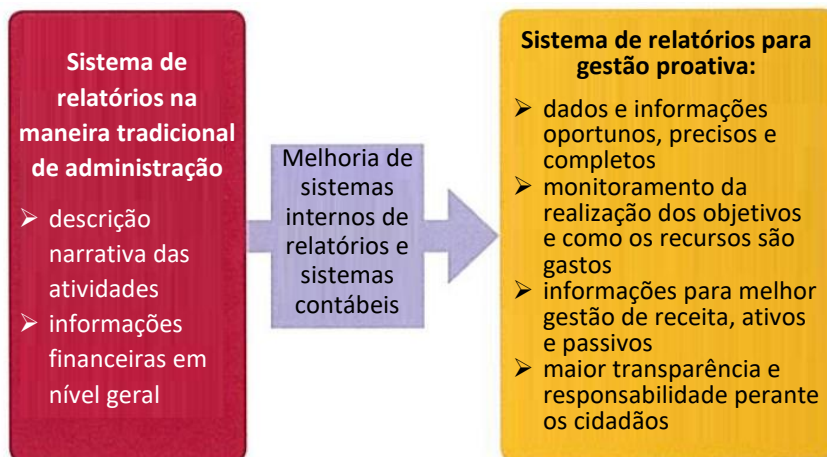 Sistema de
relatórios na
maneira tradicional
de administração
➢ descrição
narrativa das
atividades
➢ informações
financeiras em
nível geral
Melhoria de
sistemas
internos de
relatórios e
sistemas
contábeis
Sistema de relatórios para
gestão proativa:
➢ dados e informações
oportunos, precisos e
completos
➢ monitoramento da
realização dos objetivos
e como os recursos são
gastos
➢ informações para melhor
gestão de receita, ativos
e passivos
➢ maior transparência e
responsabilidade perante
os cidadãos